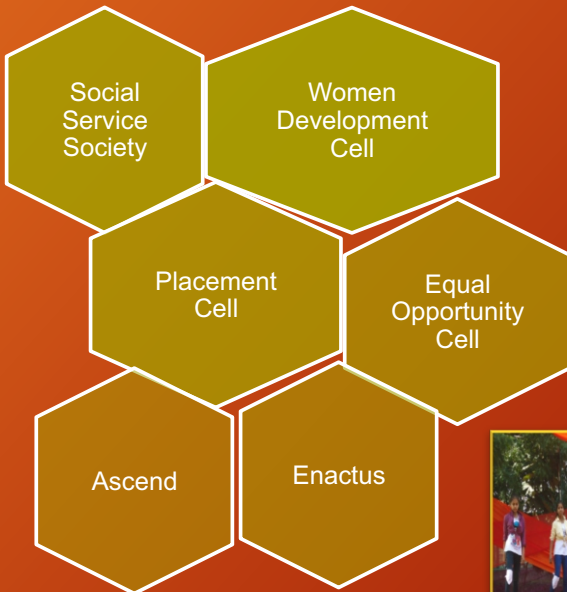 Social
Service
Society
Women
Development
Cell
Placement
Cell
Equal
Opportunity
Cell
Ascend
Enactus